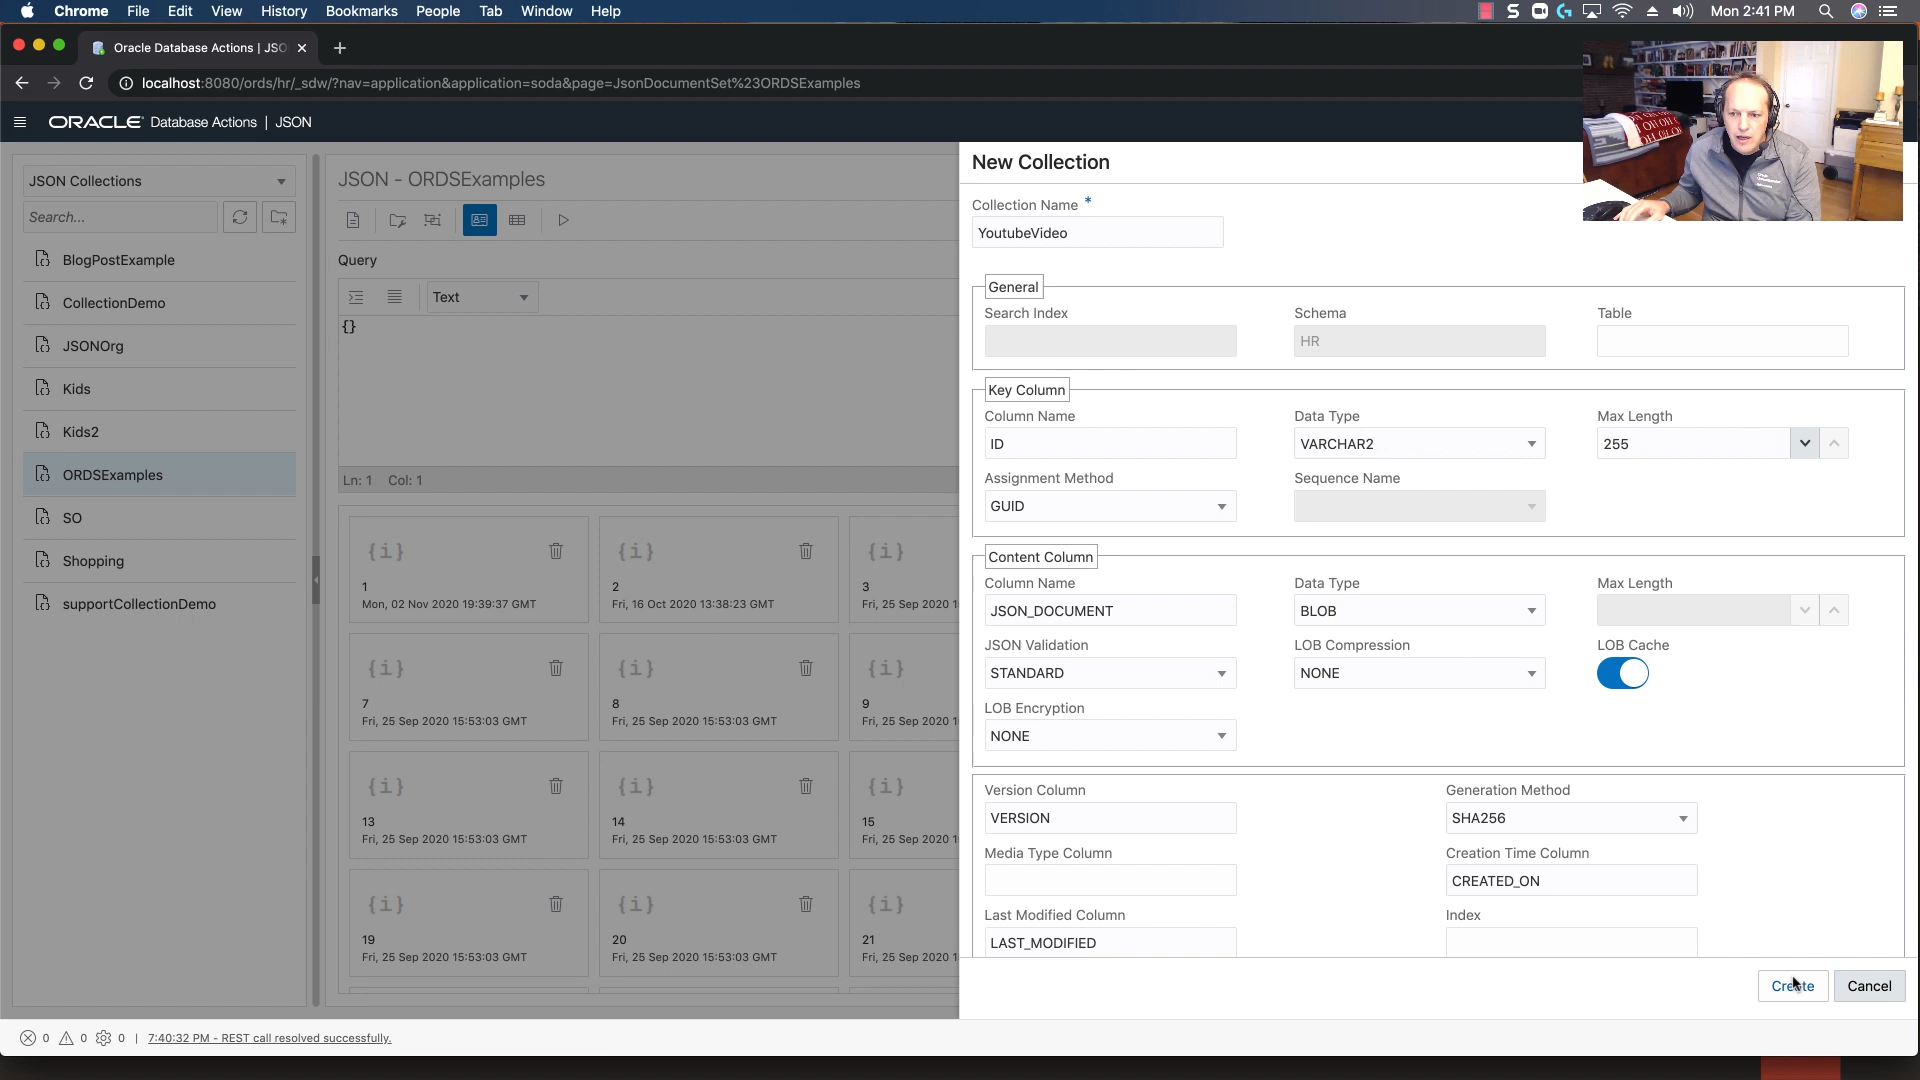 Chrome File Edit View History Bookmarks People Tab Window Help
Mon 2:41 PM
Oracle Database Actions | JSO
localhost:8080/ords/hr/_sdw/?nav=application&application=soda&page=JsonDocumentSet%23ORDSExamples
ORACLE Database Actions | JSON
JSON Collections
Search...
BlogPostExample
CollectionDemo
JSONOrg
Kids
Kids2
ORDSExamples
SO
Shopping
supportCollectionDemo
JSON - ORDSExamples
Query
Text
{}
Ln: 1 Col: 1
{i} {i} {i}
1 2 3
Mon, 02 Nov 2020 19:39:37 GMT Fri, 16 Oct 2020 13:38:23 GMT Fri, 25 Sep 2020 1
{i} {i} {i}
7 8 9
Fri, 25 Sep 2020 15:53:03 GMT Fri, 25 Sep 2020 15:53:03 GMT Fri, 25 Sep 2020 1
{i} {i} {i}
13 14 15
Fri, 25 Sep 2020 15:53:03 GMT Fri, 25 Sep 2020 15:53:03 GMT Fri, 25 Sep 2020 1
{i} {i} {i}
19 20 21
Fri, 25 Sep 2020 15:53:03 GMT Fri, 25 Sep 2020 15:53:03 GMT Fri, 25 Sep 2020 1
New Collection
Collection Name *
YoutubeVideo
General
Search Index Schema Table
HR
Key Column
Column Name Data Type Max Length
ID VARCHAR2 255
Assignment Method Sequence Name
GUID
Content Column
Column Name Data Type Max Length
JSON_DOCUMENT BLOB
JSON Validation LOB Compression LOB Cache
STANDARD NONE
LOB Encryption
NONE
Version Column Generation Method
VERSION SHA256
Media Type Column Creation Time Column
CREATED_ON
Last Modified Column Index
LAST_MODIFIED
Create Cancel
0 0 0 | 7:40:32 PM - REST call resolved successfully.